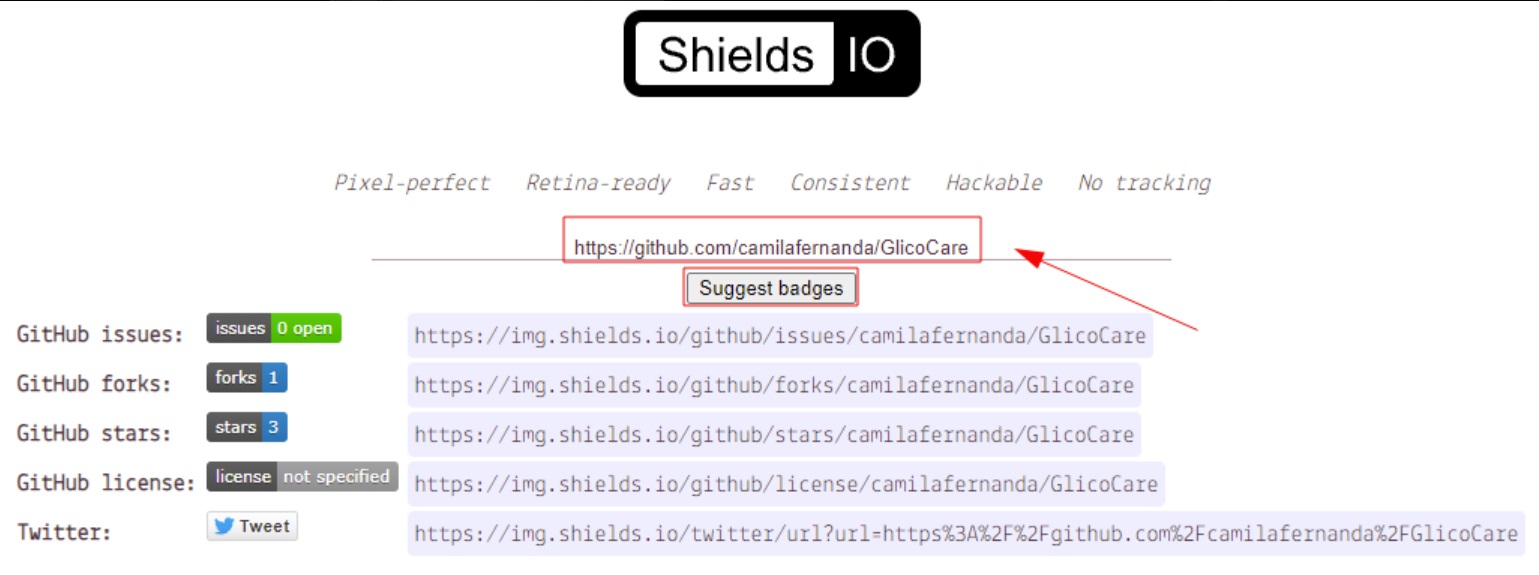 Shields IO
Pixel-perfect Retina-ready Fast Consistent Hackable No tracking
https://github.com/camilafernanda/GlicoCare
Suggest badges
GitHub issues: issues 0 open https://img.shields.io/github/issues/camilafernanda/GlicoCare
GitHub forks: forks 1 https://img.shields.io/github/forks/camilafernanda/GlicoCare
GitHub stars: stars 3 https://img.shields.io/github/stars/camilafernanda/GlicoCare
GitHub license: license not specified https://img.shields.io/github/license/camilafernanda/GlicoCare
Twitter: Tweet https://img.shields.io/twitter/url?url=https%3A%2F%2Fgithub.com%2Fcamilafernanda%2FGlicoCare